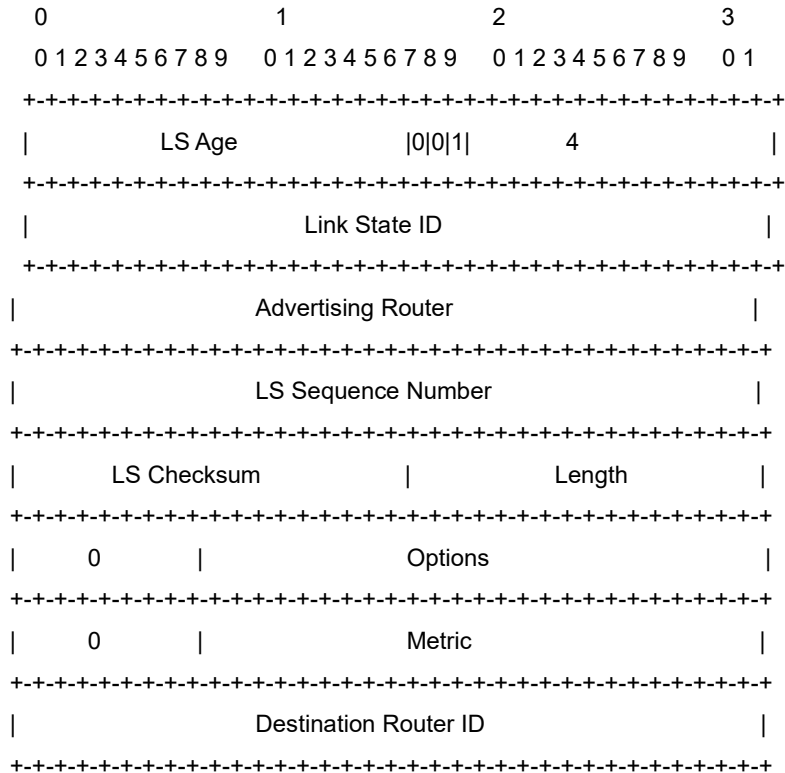 0 1 2 3
0 1 2 3 4 5 6 7 8 9 0 1 2 3 4 5 6 7 8 9 0 1 2 3 4 5 6 7 8 9 0 1
+-+-+-+-+-+-+-+-+-+-+-+-+-+-+-+-+-+-+-+-+-+-+-+-+-+-+-+-+-+-+-+-+-+-+
| LS Age |0|0|1| 4 |
+-+-+-+-+-+-+-+-+-+-+-+-+-+-+-+-+-+-+-+-+-+-+-+-+-+-+-+-+-+-+-+-+-+-+
| Link State ID |
+-+-+-+-+-+-+-+-+-+-+-+-+-+-+-+-+-+-+-+-+-+-+-+-+-+-+-+-+-+-+-+-+-+-+
| Advertising Router |
+-+-+-+-+-+-+-+-+-+-+-+-+-+-+-+-+-+-+-+-+-+-+-+-+-+-+-+-+-+-+-+-+-+-+
| LS Sequence Number |
+-+-+-+-+-+-+-+-+-+-+-+-+-+-+-+-+-+-+-+-+-+-+-+-+-+-+-+-+-+-+-+-+-+-+
| LS Checksum | Length |
+-+-+-+-+-+-+-+-+-+-+-+-+-+-+-+-+-+-+-+-+-+-+-+-+-+-+-+-+-+-+-+-+-+-+
| 0 | Options |
+-+-+-+-+-+-+-+-+-+-+-+-+-+-+-+-+-+-+-+-+-+-+-+-+-+-+-+-+-+-+-+-+-+-+
| 0 | Metric |
+-+-+-+-+-+-+-+-+-+-+-+-+-+-+-+-+-+-+-+-+-+-+-+-+-+-+-+-+-+-+-+-+-+-+
| Destination Router ID |
+-+-+-+-+-+-+-+-+-+-+-+-+-+-+-+-+-+-+-+-+-+-+-+-+-+-+-+-+-+-+-+-+-+-+